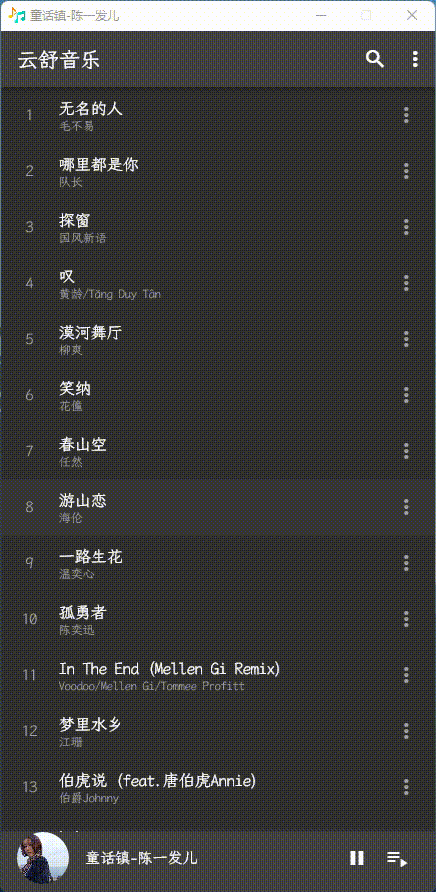 童话镇-陈一发儿
云舒音乐
1
无名的人
毛不易
2
哪里都是你
队长
3
探窗
国风新语
4
叹
黄龄/Tăng Duy Tân
5
漠河舞厅
柳爽
6
笑纳
花僮
7
春山空
任然
8
游山恋
海伦
9
一路生花
温奕心
10
孤勇者
陈奕迅
11
In The End (Mellen Gi Remix)
Voodoo/Mellen Gi/Tommee Profitt
12
梦里水乡
江珊
13
伯虎说 (feat.唐伯虎Annie)
伯爵Johnny
童话镇-陈一发儿